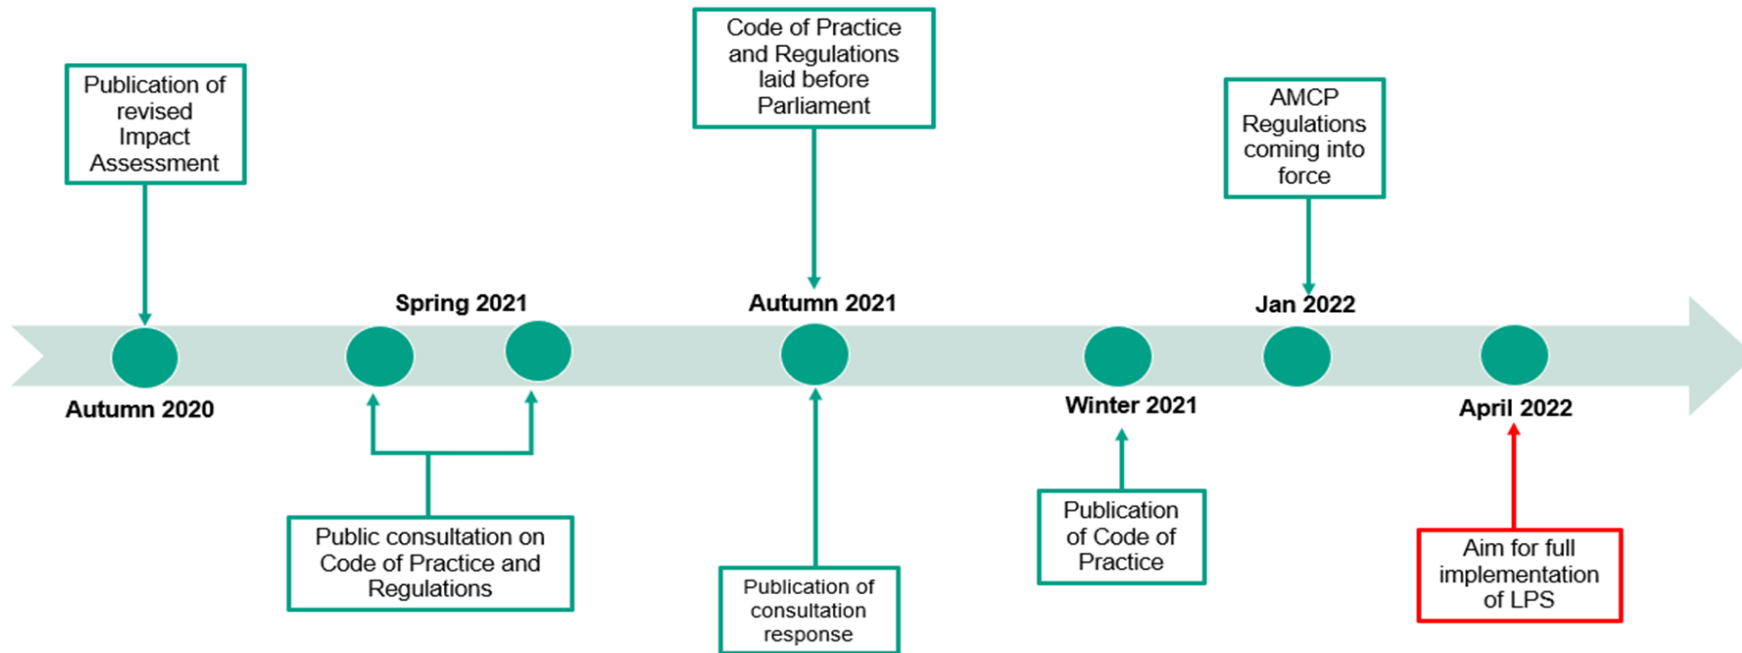 Publication of
revised
Impact
Assessment
Code of Practice
and Regulations
laid before
Parliament
AMCP
Regulations
coming into
force
Spring 2021
Autumn 2021
Jan 2022
Autumn 2020
Winter 2021
April 2022
Public consultation on
Code of Practice and
Regulations
Publication of
consultation
response
Publication
of Code of
Practice
Aim for full
implementation
of LPS